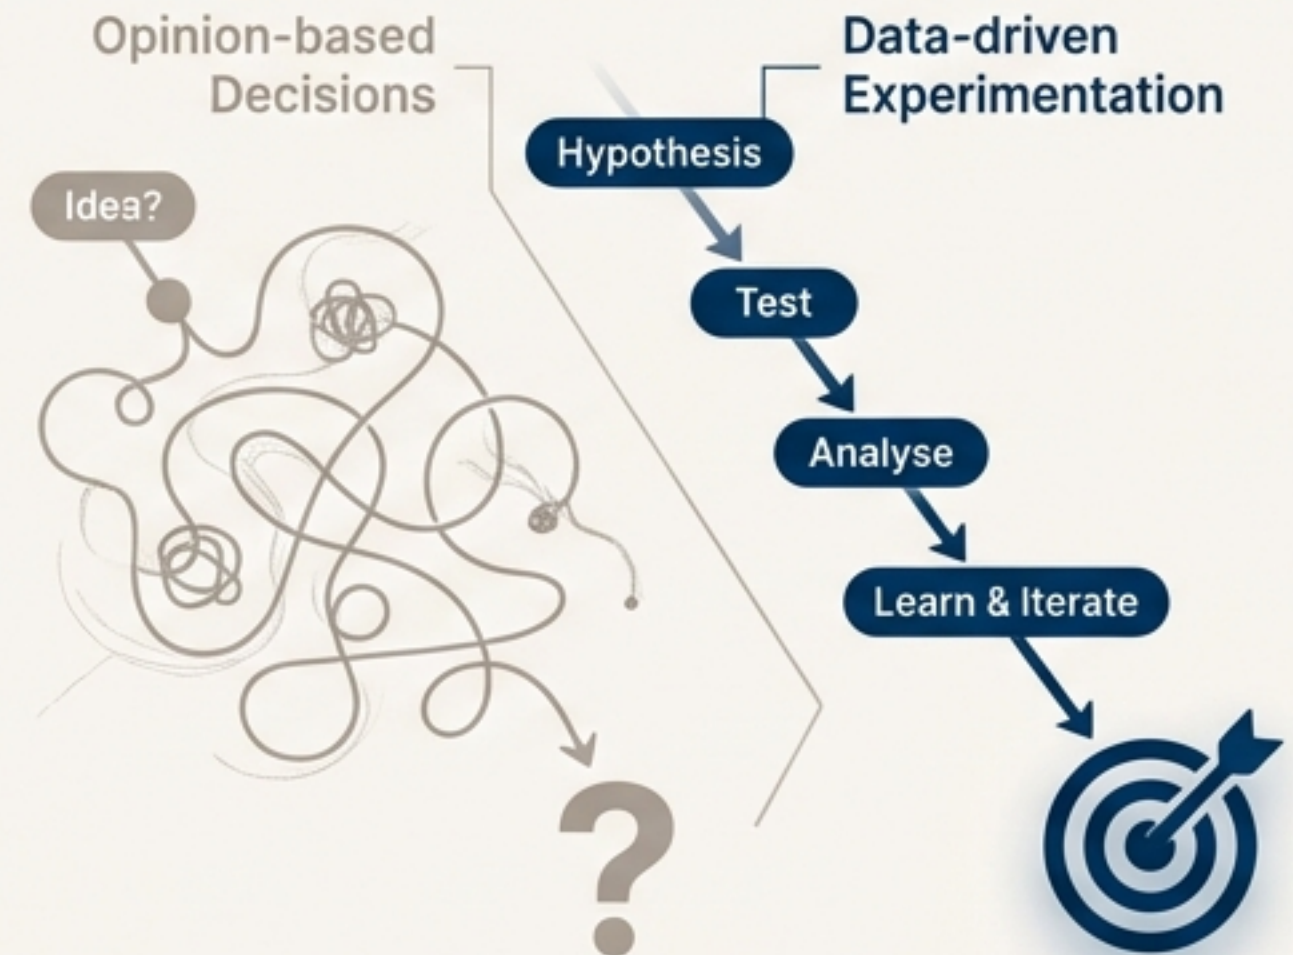 Opinion-based
Decisions
Idea?
?
Data-driven
Experimentation
Hypothesis
Test
Analyse
Learn & Iterate